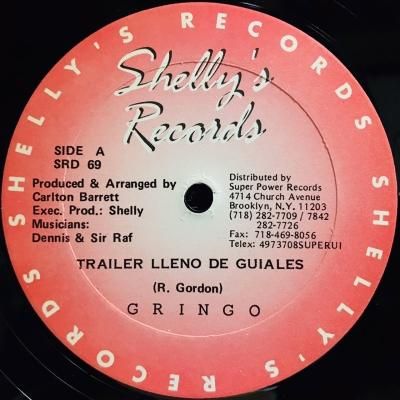 SHELLY'S RECORDS SHELLY'S RECORDS
Shelly's
Records
SIDE A
SRD 69
Produced & Arranged by
Carlton Barrett
Exec. Prod.: Shelly
Musicians:
Dennis & Sir Raf
Distributed by
Super Power Records
4714 Church Avenue
Brooklyn, N.Y. 11203
(718) 282-7709 / 7842
282-7726
Fax: 718-469-8056
Telex: 4973708SUPERUI
TRAILER LLENO DE GUIALES
(R. Gordon)
GRINGO
SHELLY'S RECORDS